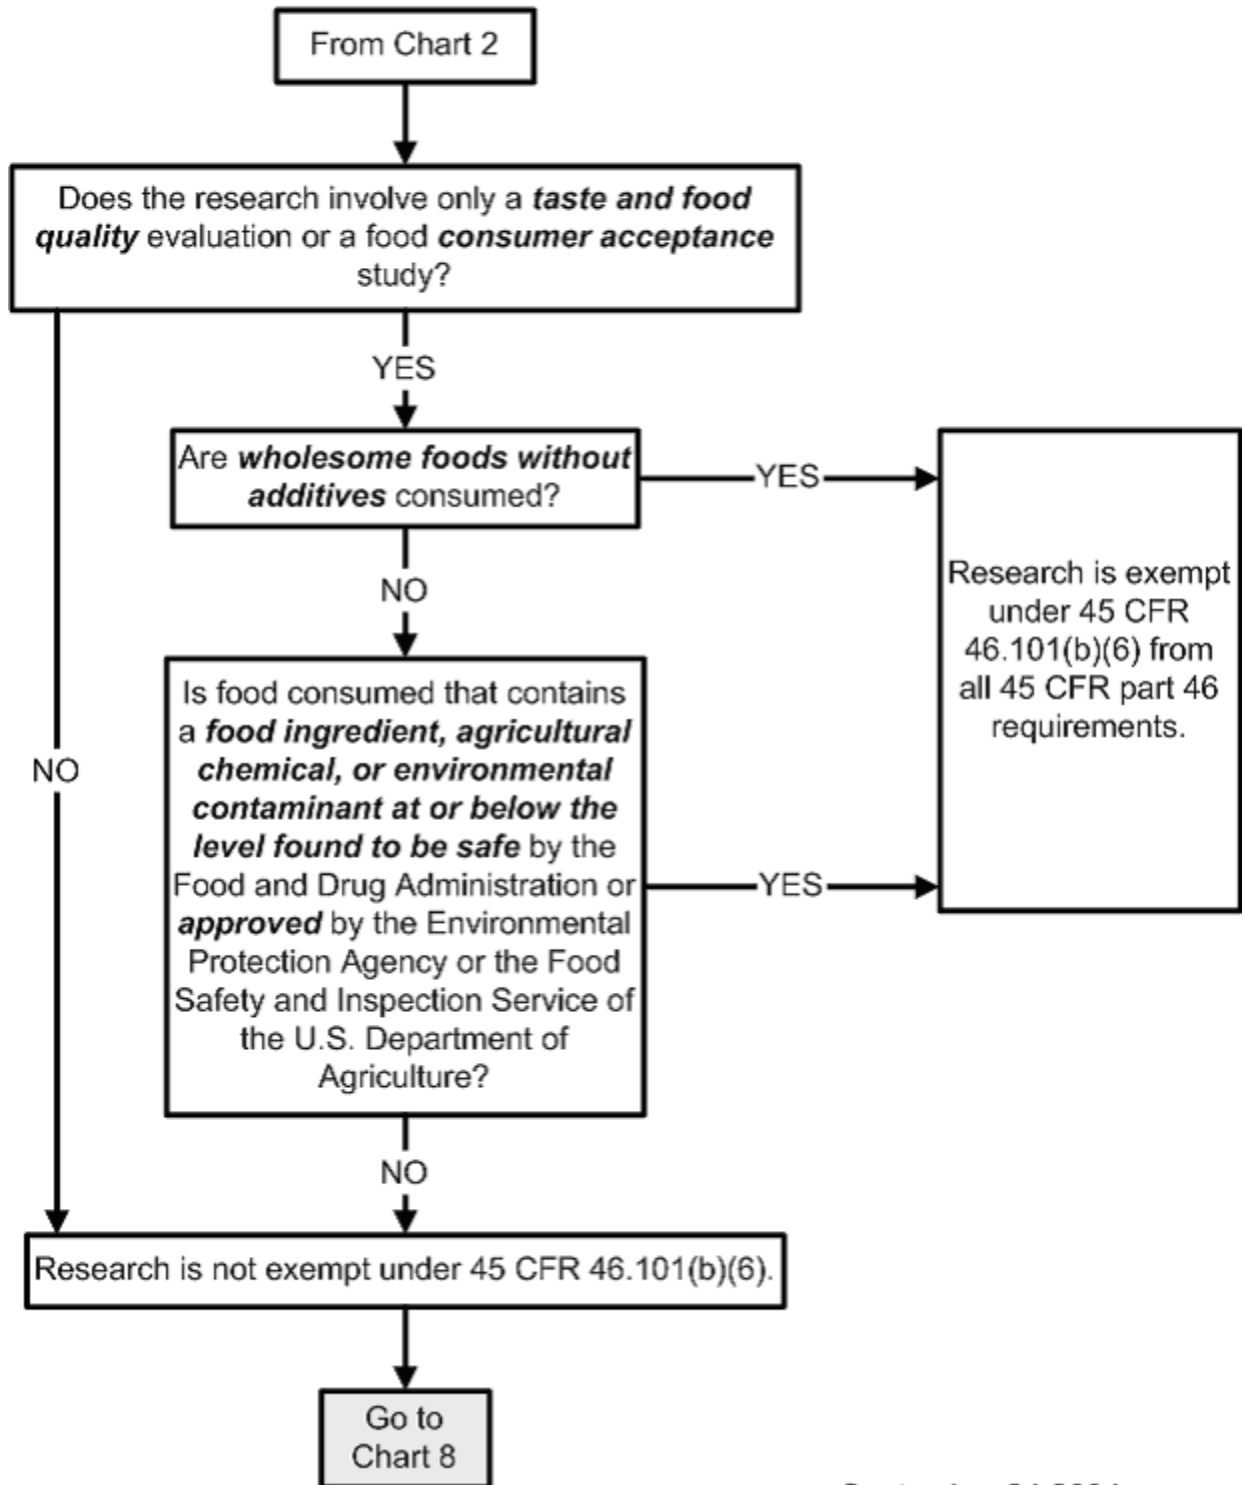 From Chart 2
Does the research involve only a taste and food
quality evaluation or a food consumer acceptance
study?
YES
Are wholesome foods without
additives consumed?
YES
NO
Research is exempt
under 45 CFR
46.101(b)(6) from
all 45 CFR part 46
requirements.
Is food consumed that contains
a food ingredient, agricultural
chemical, or environmental
contaminant at or below the
level found to be safe by the
Food and Drug Administration or
approved by the Environmental
Protection Agency or the Food
Safety and Inspection Service of
the U.S. Department of
Agriculture?
NO
YES
NO
Research is not exempt under 45 CFR 46.101(b)(6).
Go to
Chart 8